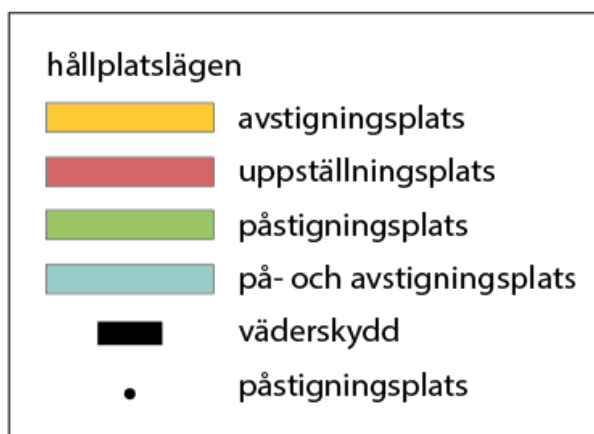 hållplatslägen
avstigningsplats
uppställningsplats
påstigningsplats
på- och avstigningsplats
väderskydd
påstigningsplats